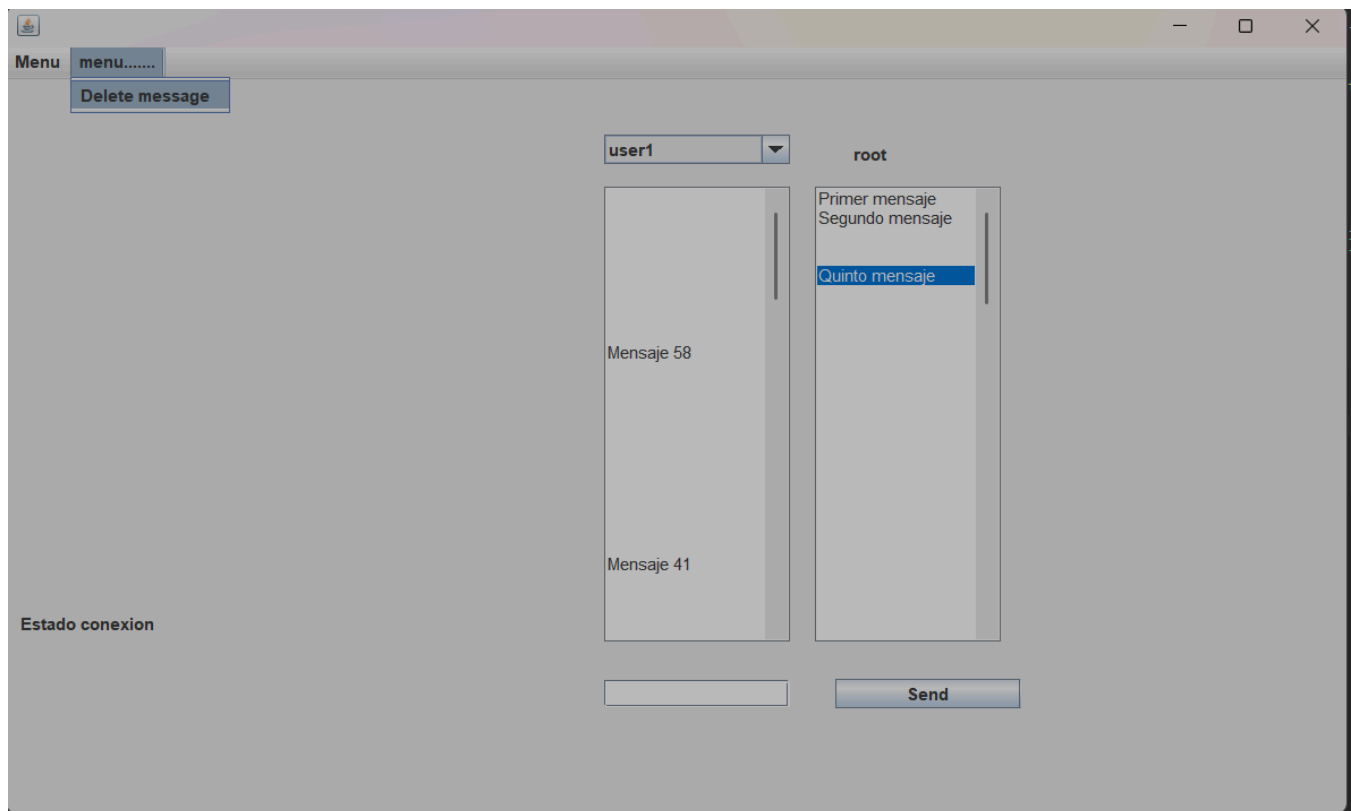 Menu menu.......
Delete message
user1
root
Primer mensaje
Segundo mensaje
Quinto mensaje
Mensaje 58
Mensaje 41
Estado conexion
Send